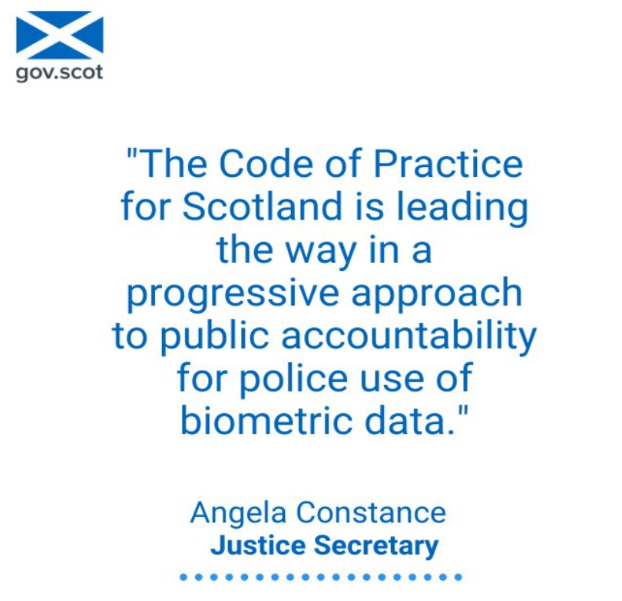 gov.scot
"The Code of Practice
for Scotland is leading
the way in a
progressive approach
to public accountability
for police use of
biometric data."
Angela Constance
Justice Secretary